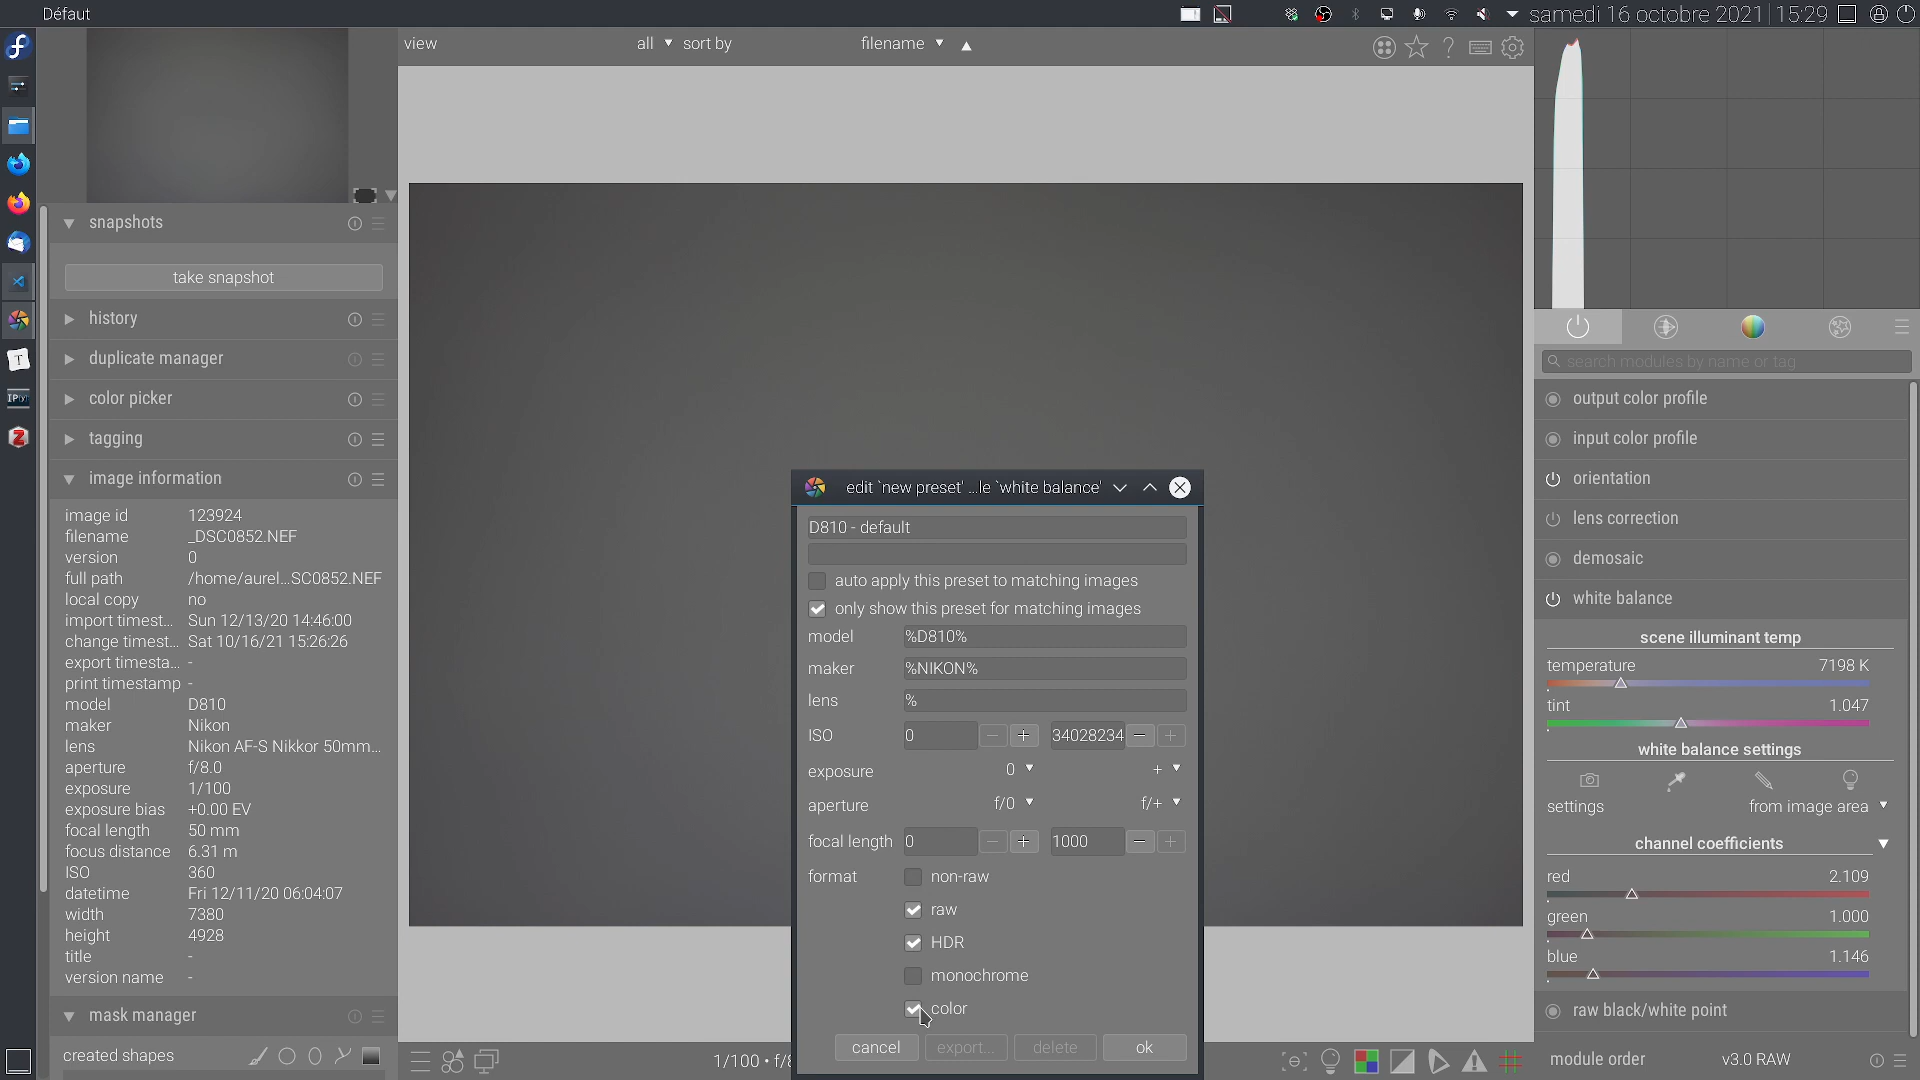 Défaut
samedi 16 octobre 2021 15:29
view
all
sort by
filename
snapshots
take snapshot
history
duplicate manager
color picker
tagging
image information
image id 123924
filename _DSC0852.NEF
version 0
full path /home/aurel...SC0852.NEF
local copy no
import timest... Sun 12/13/20 14:46:00
change timest... Sat 10/16/21 15:26:26
export timesta... -
print timestamp -
model D810
maker Nikon
lens Nikon AF-S Nikkor 50mm...
aperture f/8.0
exposure 1/100
exposure bias +0.00 EV
focal length 50 mm
focus distance 6.31 m
ISO 360
datetime Fri 12/11/20 06:04:07
width 7380
height 4928
title -
version name -
mask manager
created shapes
edit `new preset' ...le `white balance'
D810 - default
auto apply this preset to matching images
only show this preset for matching images
model %D810%
maker %NIKON%
lens %
ISO 0 − + 34028234 − +
exposure 0 +
aperture f/0 f/+
focal length 0 − + 1000 − +
format non-raw
raw
HDR
monochrome
color
cancel export... delete ok
1/100 • f/8
search modules by name or tag
output color profile
input color profile
orientation
lens correction
demosaic
white balance
scene illuminant temp
temperature 7198 K
tint 1.047
white balance settings
settings from image area
channel coefficients
red 2.109
green 1.000
blue 1.146
raw black/white point
module order v3.0 RAW